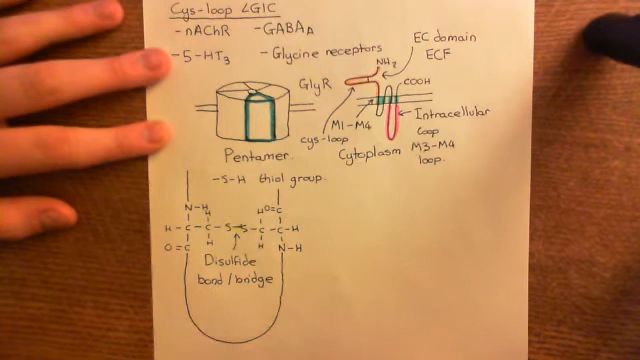 Cys-loop LGIC
-nAChR -GABAA
-5-HT3 -Glycine receptors
EC domain
ECF
NH2
GlyR
COOH
M1-M4
cys-loop
Intracellular
loop
M3-M4
loop.
Cytoplasm
Pentamer.
-S-H thiol group.
N-H
H
H-C-C-S-S-C-C-H
H
O=C
HO=C
H
N-H
Disulfide
bond/bridge